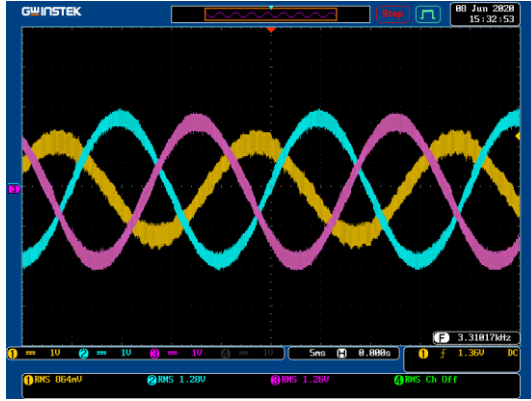 GWINSTEK Stop 08 Jun 2020
15:32:53
3
F 3.31017kHz
1 1V 2 1V 3 1V 4 1V 5ms H 0.000s 1 1.36V DC
1 RMS 864mV 2 RMS 1.28V 3 RMS 1.26V 4 RMS Ch Off